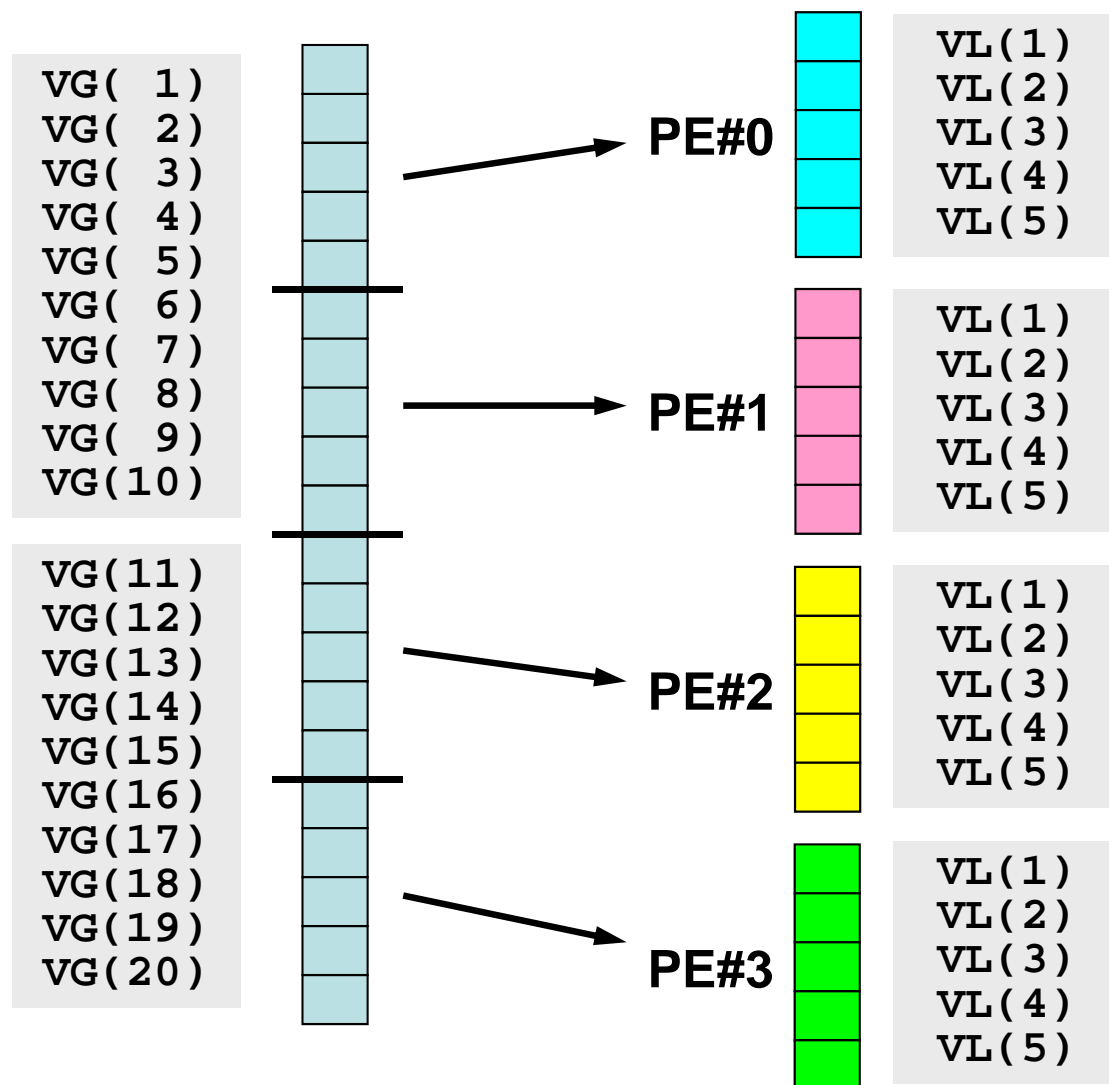 VG( 1)
VG( 2)
VG( 3)
VG( 4)
VG( 5)
VG( 6)
VG( 7)
VG( 8)
VG( 9)
VG(10)
VG(11)
VG(12)
VG(13)
VG(14)
VG(15)
VG(16)
VG(17)
VG(18)
VG(19)
VG(20)
PE#0
VL(1)
VL(2)
VL(3)
VL(4)
VL(5)
PE#1
VL(1)
VL(2)
VL(3)
VL(4)
VL(5)
PE#2
VL(1)
VL(2)
VL(3)
VL(4)
VL(5)
PE#3
VL(1)
VL(2)
VL(3)
VL(4)
VL(5)